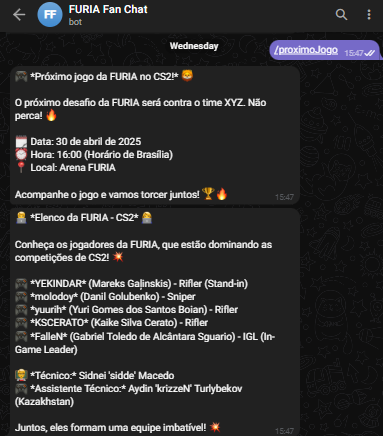 FURIA Fan Chat
FF
bot
Wednesday
/proximo.logo
15:47
🎮 *Próximo jogo da FURIA no CS2!* 🦁
O próximo desafio da FURIA será contra o time XYZ. Não
perca! 🔥
📅 Data: 30 de abril de 2025
⏰ Hora: 16:00 (Horário de Brasília)
📍 Local: Arena FURIA
Acompanhe o jogo e vamos torcer juntos! 🏆🔥
15:47
*Elenco da FURIA - CS2*
Conheça os jogadores da FURIA, que estão dominando as
competições de CS2! 💥
🎮 *YEKINDAR* (Mareks Gaļinskis) - Rifler (Stand-in)
🎮 *molodoy* (Danil Golubenko) - Sniper
🎮 *yuurih* (Yuri Gomes dos Santos Boian) - Rifler
🎮 *KSCERATO* (Kaike Silva Cerato) - Rifler
🎮 *FalleN* (Gabriel Toledo de Alcântara Sguario) - IGL (In-
Game Leader)
*Técnico:* Sidnei 'sidde' Macedo
🎮 *Assistente Técnico:* Aydin 'krizzeN' Turlybekov
(Kazakhstan)
Juntos, eles formam uma equipe imbatível! 💥
15:47